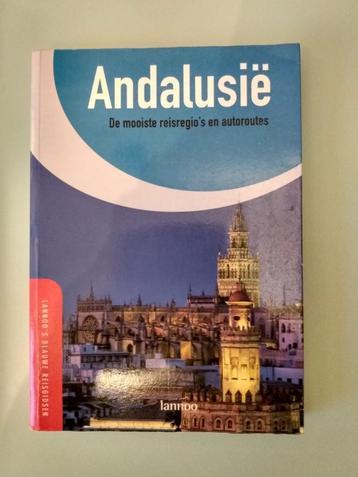 Andalusië
De mooiste reisregio's en autoroutes
LANNOO'S BLAUWE REISGIDSEN
lannoo